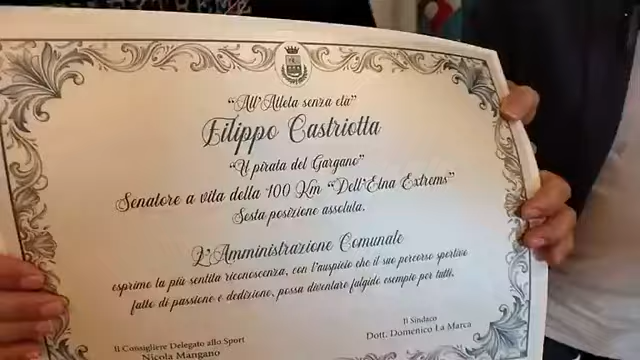 "All'Atleta senza età"
Filippo Castriotta
"Il pirata del Gargano"
Senatore a vita della 100 Km "Dell'Etna Extrems"
Sesta posizione assoluta.
L'Amministrazione Comunale
esprime la più sentita riconoscenza, con l'auspicio che il suo percorso sportivo
fatto di passione e dedizione, possa diventare fulgido esempio per tutti.
Il Consigliere Delegato allo Sport
Nicola Mangano
Il Sindaco
Dott. Domenico La Marca